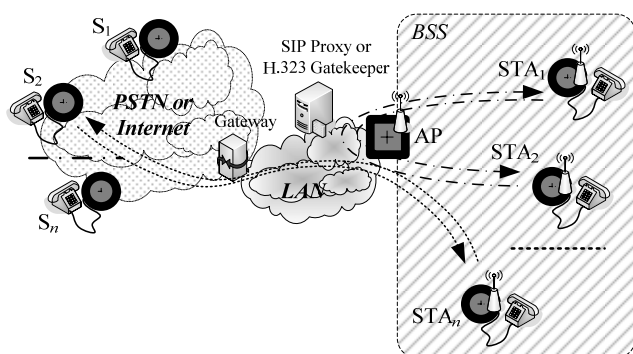 S1
S2
Sn
PSTN or
Internet
Gateway
SIP Proxy or
H.323 Gatekeeper
LAN
AP
BSS
STA1
STA2
STAn